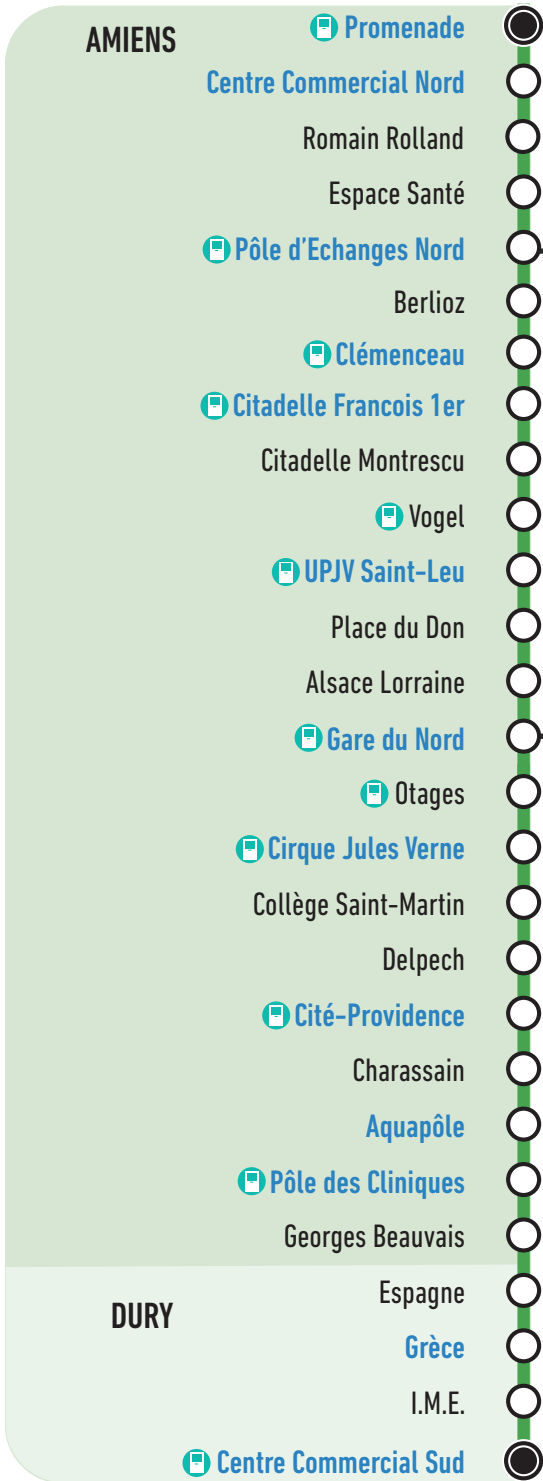 AMIENS
Promenade
Centre Commercial Nord
Romain Rolland
Espace Santé
Pôle d'Echanges Nord
Berlioz
Clémenceau
Citadelle Francois 1er
Citadelle Montrescu
Vogel
UPJV Saint-Leu
Place du Don
Alsace Lorraine
Gare du Nord
Otages
Cirque Jules Verne
Collège Saint-Martin
Delpech
Cité-Providence
Charassain
Aquapôle
Pôle des Cliniques
Georges Beauvais
DURY
Espagne
Grèce
I.M.E.
Centre Commercial Sud